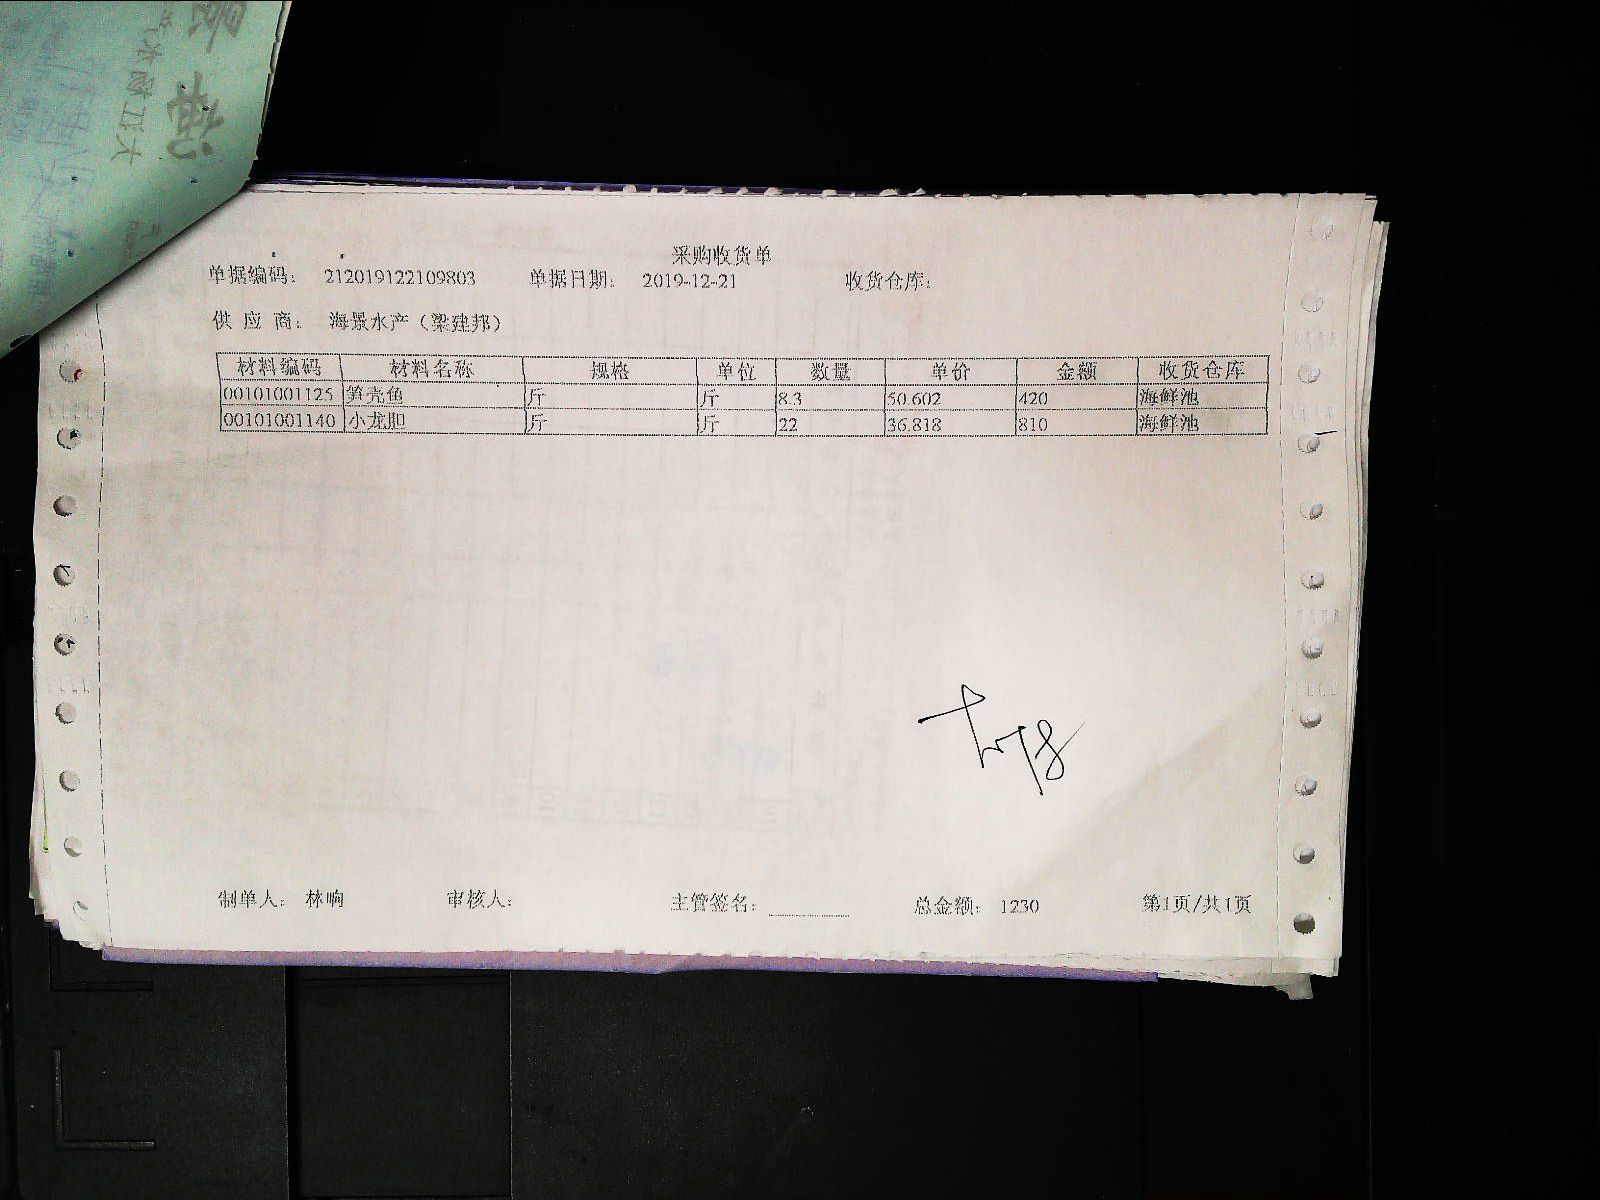 采购收货单
单据编码： 212019122109803 单据日期： 2019-12-21 收货仓库：
供 应 商： 海景水产（梁建邦）
材料编码 材料名称 规格 单位 数量 单价 金额 收货仓库
00101001125 笋壳鱼 斤 斤 8.3 50.602 420 海鲜池
00101001140 小龙胆 斤 斤 22 36.818 810 海鲜池
制单人： 林响 审核人： 主管签名： 总金额： 1230 第1页/共1页